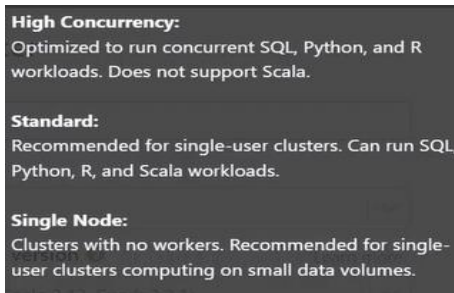 High Concurrency:
Optimized to run concurrent SQL, Python, and R
workloads. Does not support Scala.
Standard:
Recommended for single-user clusters. Can run SQL,
Python, R, and Scala workloads.
Single Node:
Clusters with no workers. Recommended for single-
user clusters computing on small data volumes.